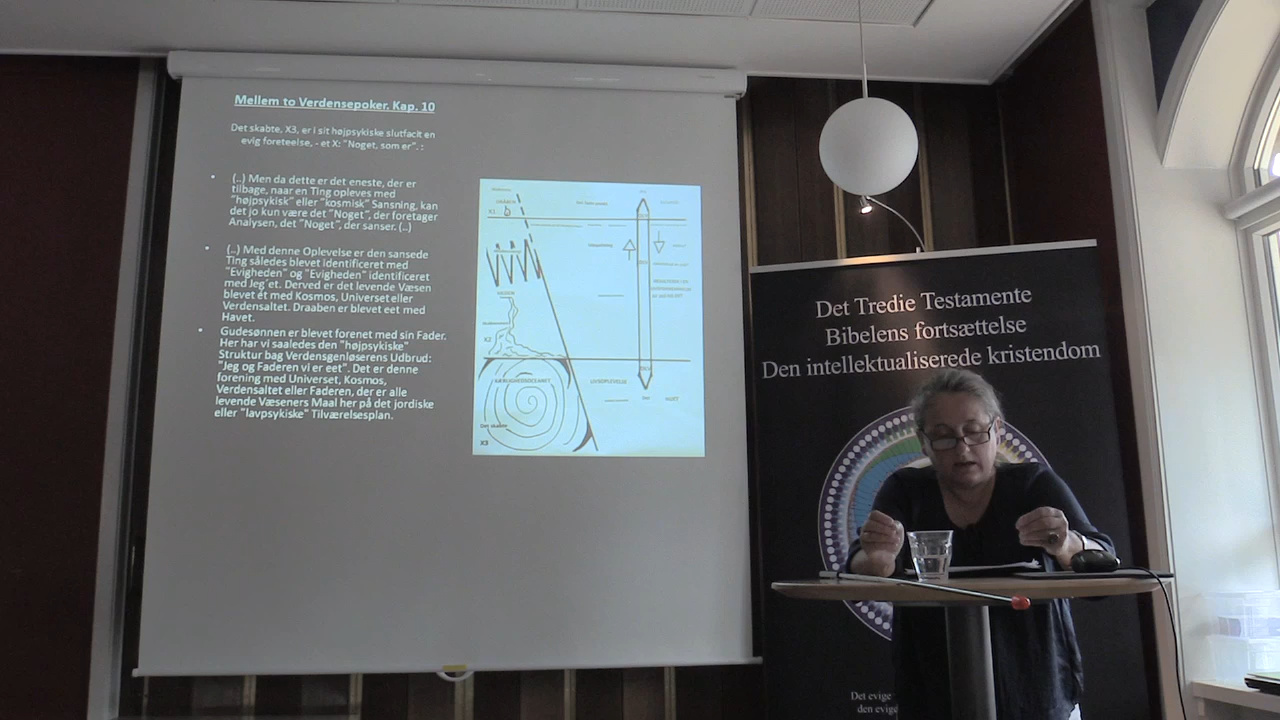 Mellem to Verdensepoker. Kap. 10
Det skabte, X3, er i sit højpsykiske slutfacit en
evig foreteelse, - et X: "Noget, som er". :
• (..) Men da dette er det eneste, der er
tilbage, naar en Ting opleves med
"højpsykisk" eller "kosmisk" Sansning, kan
det jo kun være det "Noget", der foretager
Analysen, det "Noget", der sanser. (..)
• (..) Med denne Oplevelse er den sansede
Ting således blevet identificeret med
"Evigheden" og "Evigheden" identificeret
med Jeg'et. Derved er det levende Væsen
blevet ét med Kosmos, Universet eller
Verdensaltet. Draaben er blevet eet med
Havet.
• Gudesønnen er blevet forenet med sin Fader.
Her har vi saaledes den "højpsykiske"
Struktur bag Verdensgenløserens Udbrud:
"Jeg og Faderen vi er eet". Det er denne
forening med Universet, Kosmos,
Verdensaltet eller Faderen, der er alle
levende Væseners Maal her på det jordiske
eller "lavpsykiske" Tilværelsesplan.
X1
X2
LIVSOPLEVELSE
HAVET
Det skabte
X3
Det Tredie Testamente
Bibelens fortsættelse
Den intellektualiserede kristendom
Det evige
den evige